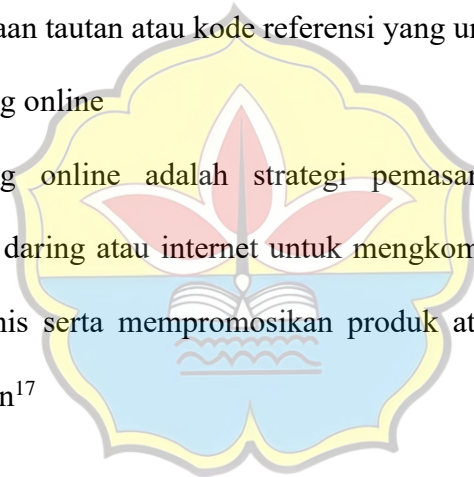 aan tautan atau kode referensi yang u
g online
g online adalah strategi pemasar
daring atau internet untuk mengkom
nis serta mempromosikan produk at
n¹⁷